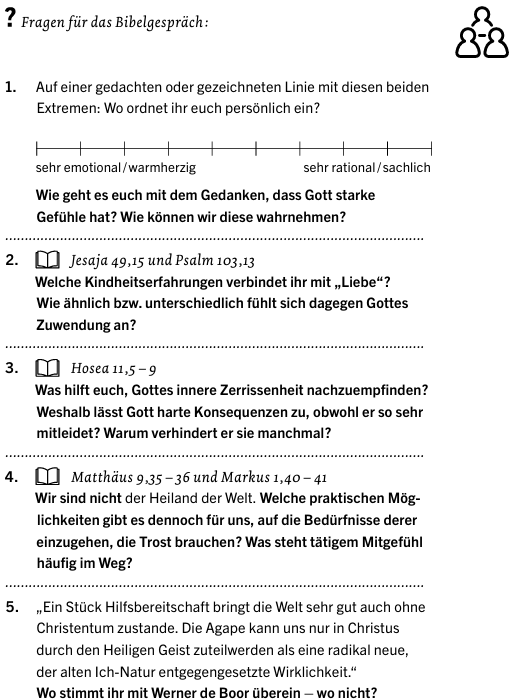 ? Fragen für das Bibelgespräch:
1. Auf einer gedachten oder gezeichneten Linie mit diesen beiden
Extremen: Wo ordnet ihr euch persönlich ein?
sehr emotional/warmherzig sehr rational/sachlich
Wie geht es euch mit dem Gedanken, dass Gott starke
Gefühle hat? Wie können wir diese wahrnehmen?
2. Jesaja 49,15 und Psalm 103,13
Welche Kindheitserfahrungen verbindet ihr mit „Liebe“?
Wie ähnlich bzw. unterschiedlich fühlt sich dagegen Gottes
Zuwendung an?
3. Hosea 11,5–9
Was hilft euch, Gottes innere Zerrissenheit nachzuempfinden?
Weshalb lässt Gott harte Konsequenzen zu, obwohl er so sehr
mitleidet? Warum verhindert er sie manchmal?
4. Matthäus 9,35–36 und Markus 1,40–41
Wir sind nicht der Heiland der Welt. Welche praktischen Mög-
lichkeiten gibt es dennoch für uns, auf die Bedürfnisse derer
einzugehen, die Trost brauchen? Was steht tätigem Mitgefühl
häufig im Weg?
5. „Ein Stück Hilfsbereitschaft bringt die Welt sehr gut auch ohne
Christentum zustande. Die Agape kann uns nur in Christus
durch den Heiligen Geist zuteilwerden als eine radikal neue,
der alten Ich-Natur entgegengesetzte Wirklichkeit.“
Wo stimmt ihr mit Werner de Boor überein – wo nicht?